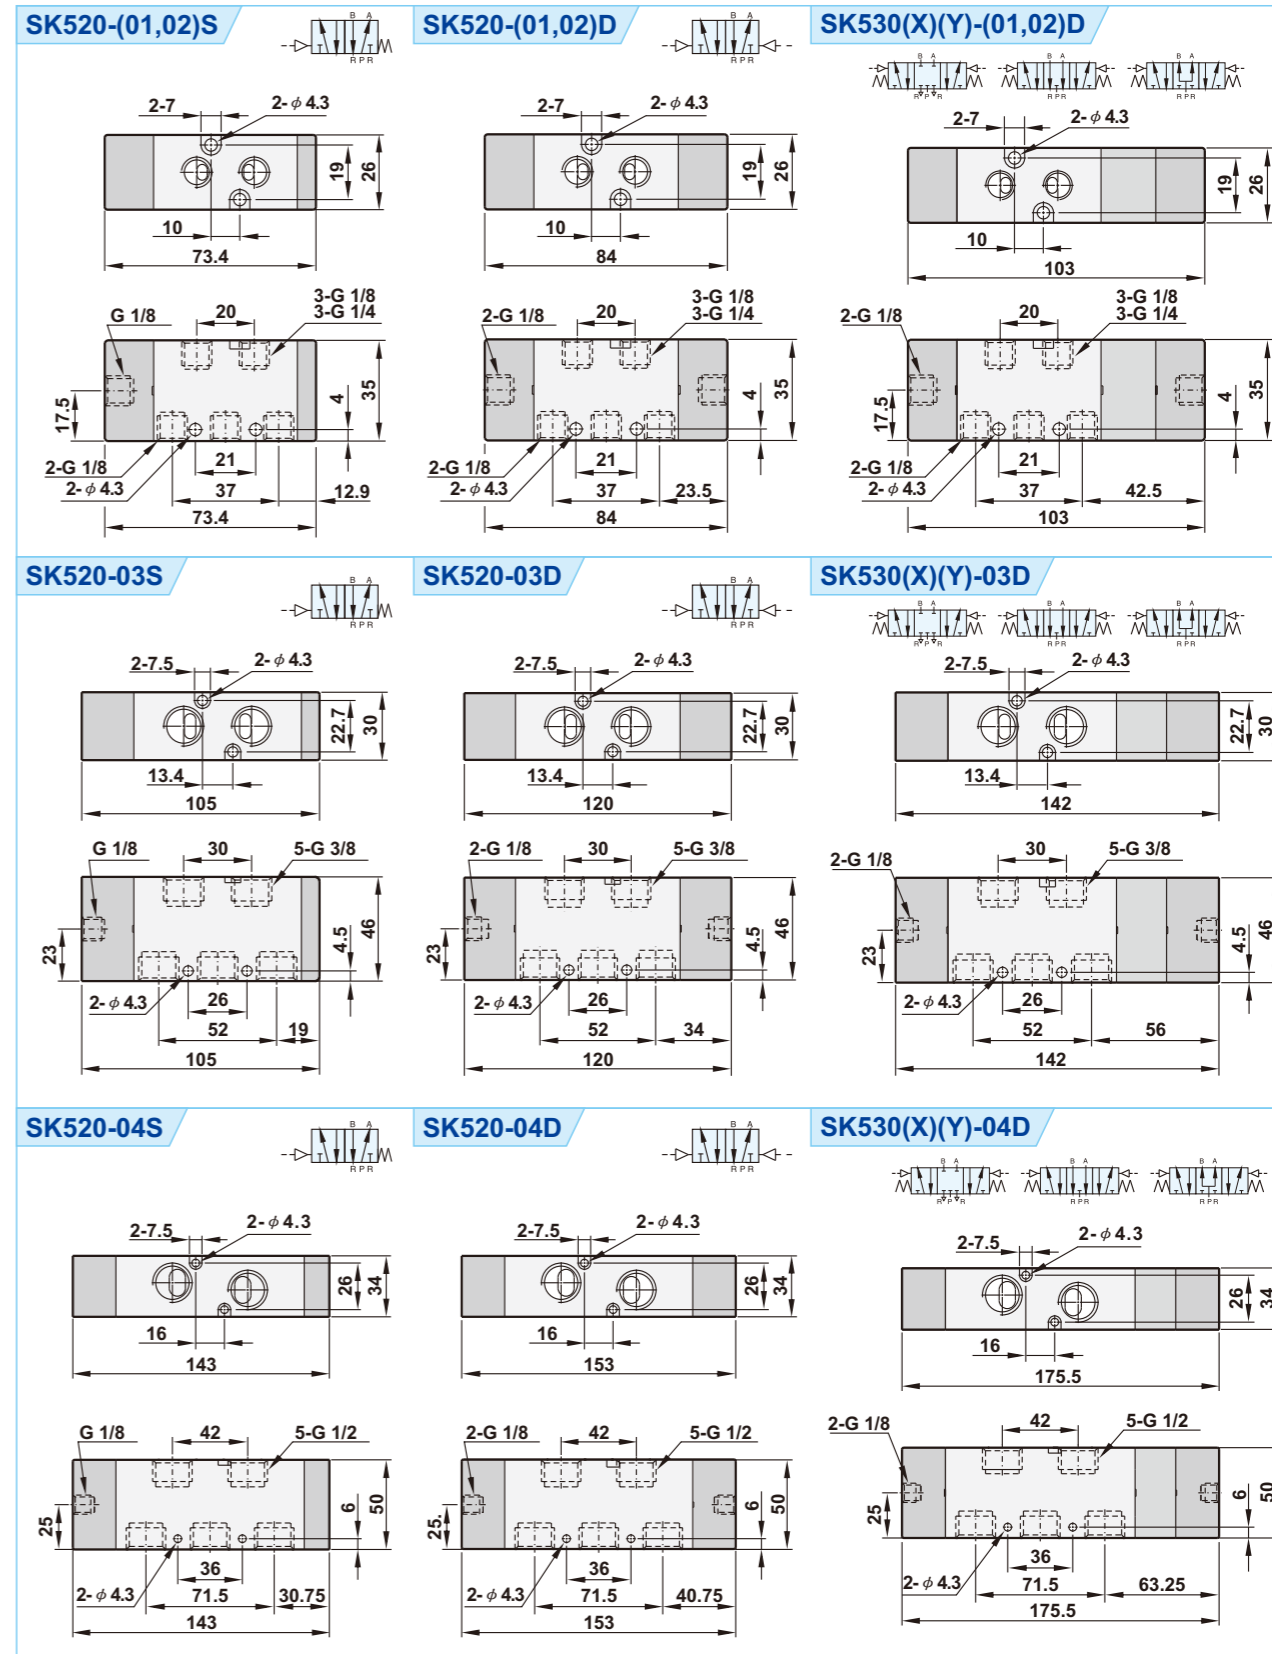 SK520-(01,02)S
B A
R P R
2-7
2-φ4.3
19
26
10
73.4
G 1/8
20
3-G 1/8
3-G 1/4
17.5
4
35
2-G 1/8
2-φ4.3
21
37
12.9
73.4
SK520-(01,02)D
B A
R P R
2-7
2-φ4.3
19
26
10
84
2-G 1/8
20
3-G 1/8
3-G 1/4
4
35
2-G 1/8
2-φ4.3
21
37
23.5
84
SK530(X)(Y)-(01,02)D
B A
R P R
B A
R P R
B A
R P R
2-7
2-φ4.3
19
26
10
103
2-G 1/8
20
3-G 1/8
3-G 1/4
17.5
4
35
2-G 1/8
2-φ4.3
21
37
42.5
103
SK520-03S
B A
R P R
2-7.5
2-φ4.3
22.7
30
13.4
105
G 1/8
30
5-G 3/8
23
4.5
46
2-φ4.3
26
52
19
105
SK520-03D
B A
R P R
2-7.5
2-φ4.3
22.7
30
13.4
120
2-G 1/8
30
5-G 3/8
23
4.5
46
2-φ4.3
26
52
34
120
SK530(X)(Y)-03D
B A
R P R
B A
R P R
B A
R P R
2-7.5
2-φ4.3
22.7
30
13.4
142
2-G 1/8
30
5-G 3/8
23
4.5
46
2-φ4.3
26
52
56
142
SK520-04S
B A
R P R
2-7.5
2-φ4.3
26
34
16
143
G 1/8
42
5-G 1/2
25
6
50
2-φ4.3
36
71.5
30.75
143
SK520-04D
B A
R P R
2-7.5
2-φ4.3
26
34
16
153
2-G 1/8
42
5-G 1/2
25.
6
50
2-φ4.3
36
71.5
40.75
153
SK530(X)(Y)-04D
B A
R P R
B A
R P R
B A
R P R
2-7.5
2-φ4.3
26
34
16
175.5
2-G 1/8
42
5-G 1/2
25
6
50
2-φ4.3
36
71.5
63.25
175.5